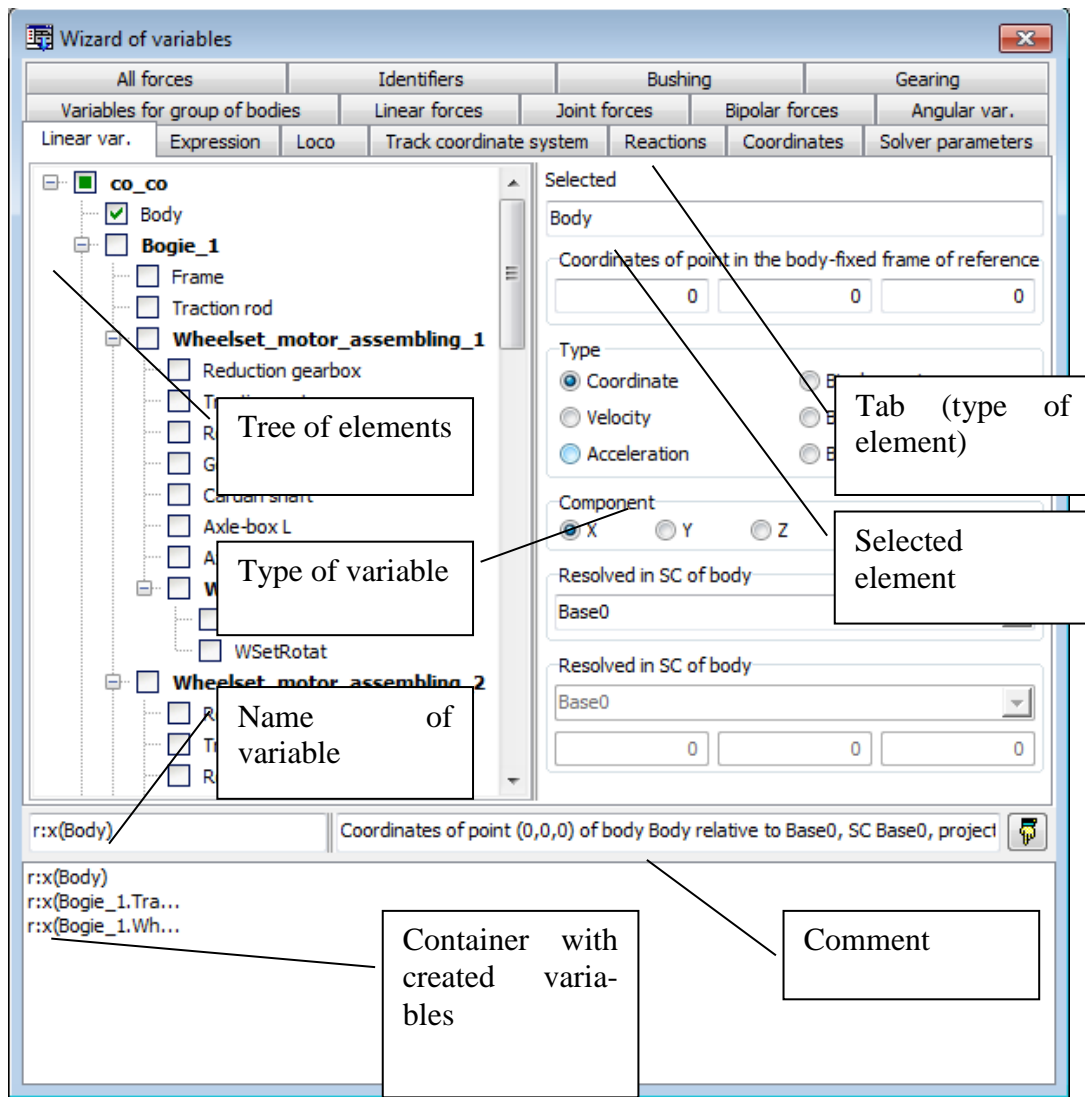 Wizard of variables
All forces Identifiers Bushing Gearing
Variables for group of bodies Linear forces Joint forces Bipolar forces Angular var.
Linear var. Expression Loco Track coordinate system Reactions Coordinates Solver parameters
co_co
Body
Bogie_1
Frame
Traction rod
Wheelset_motor_assembling_1
Reduction gearbox
Cardan shaft
Axle-box L
WSetRotat
Wheelset_motor_assembling_2
Selected
Body
Coordinates of point in the body-fixed frame of reference
0 0 0
Type
Coordinate
Velocity
Acceleration
Component
X Y Z
Resolved in SC of body
Base0
Resolved in SC of body
Base0
0 0 0
Tree of elements
Type of variable
Name of
variable
Tab (type of
element)
Selected
element
r:x(Body) Coordinates of point (0,0,0) of body Body relative to Base0, SC Base0, project
r:x(Body)
r:x(Bogie_1.Tra...
r:x(Bogie_1.Wh...
Container with
created varia-
bles
Comment